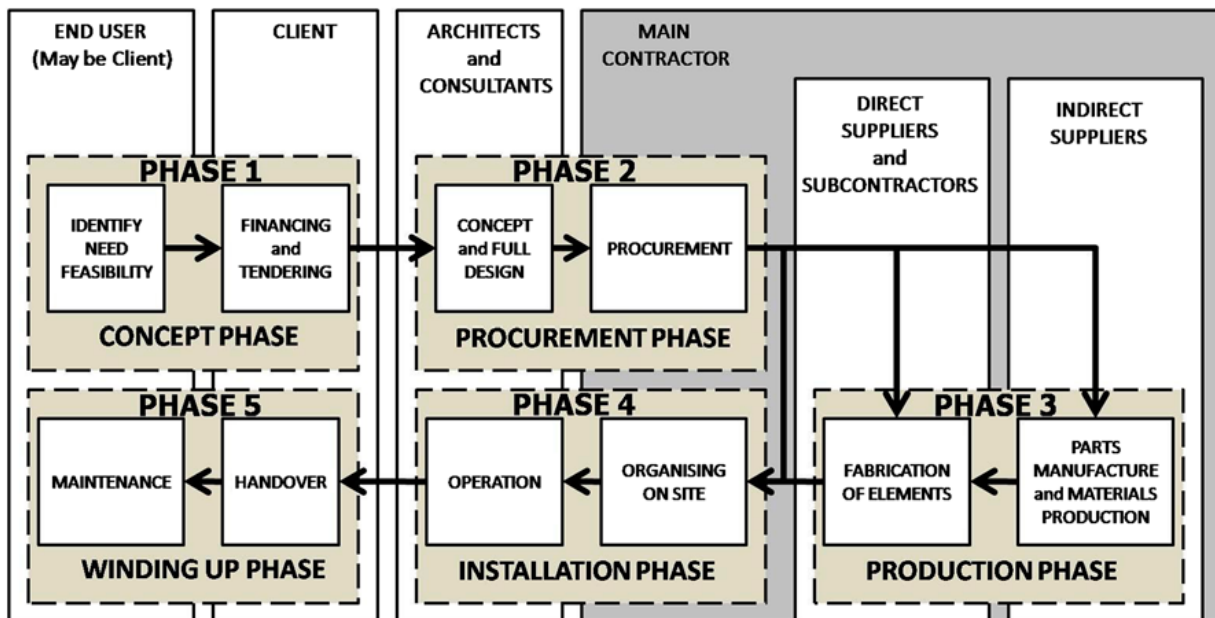 END USER
(May be Client)
CLIENT
ARCHITECTS
and
CONSULTANTS
MAIN
CONTRACTOR
DIRECT
SUPPLIERS
and
SUBCONTRACTORS
INDIRECT
SUPPLIERS
PHASE 1
IDENTIFY
NEED
FEASIBILITY
FINANCING
and
TENDERING
CONCEPT PHASE
PHASE 2
CONCEPT
and FULL
DESIGN
PROCUREMENT
PROCUREMENT PHASE
PHASE 5
MAINTENANCE
HANDOVER
WINDING UP PHASE
PHASE 4
OPERATION
ORGANISING
ON SITE
INSTALLATION PHASE
PHASE 3
FABRICATION
OF ELEMENTS
PARTS
MANUFACTURE
and MATERIALS
PRODUCTION
PRODUCTION PHASE